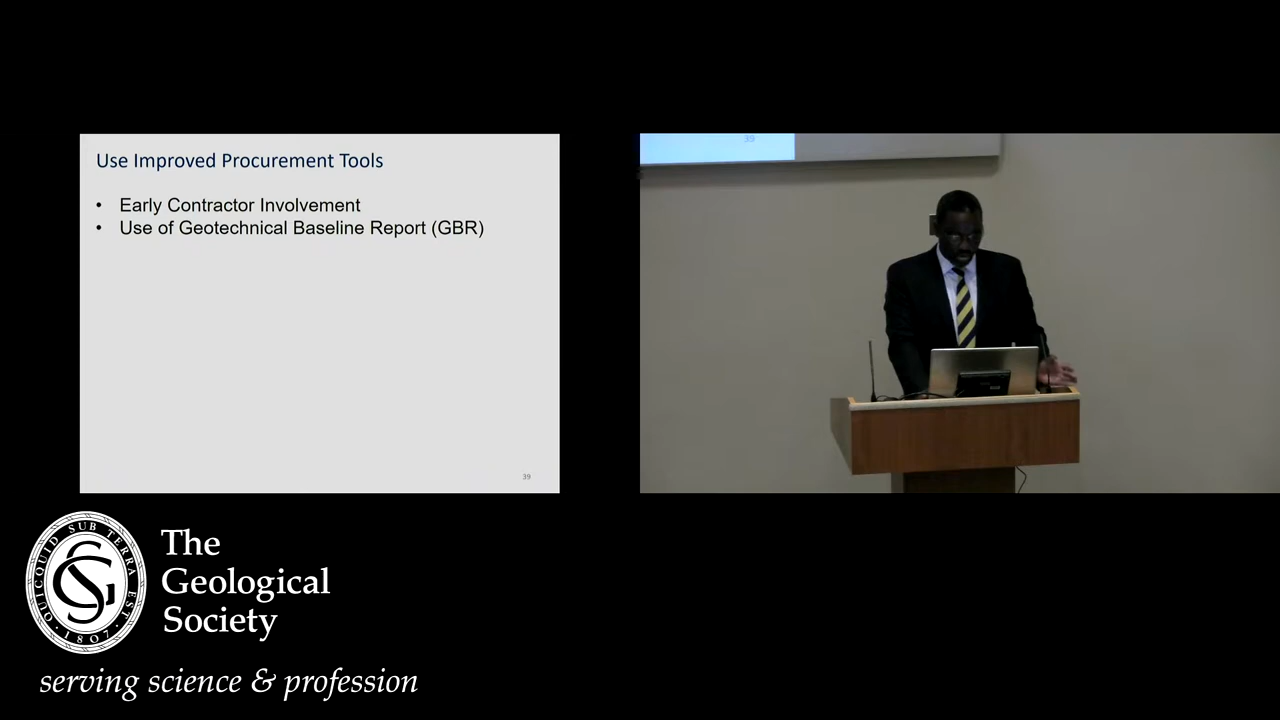 Use Improved Procurement Tools
• Early Contractor Involvement
• Use of Geotechnical Baseline Report (GBR)
39
39
QUICQUID SUB TERRA EST
· 1807 ·
The
Geological
Society
serving science & profession